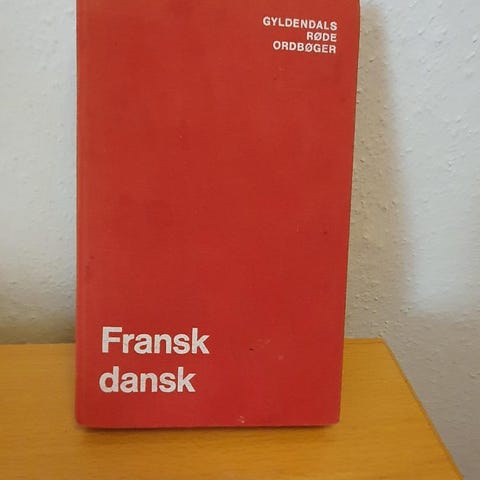 GYLDENDALS
RØDE
ORDBØGER
Fransk
dansk